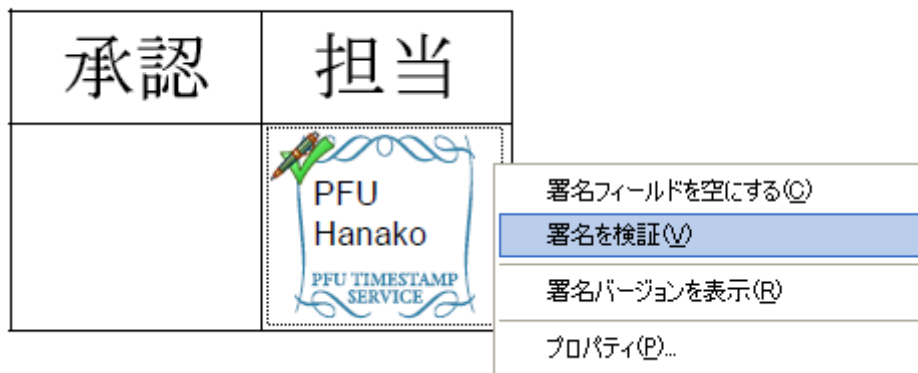 承認 担当
PFU
Hanako
PFU TIMESTAMP
SERVICE
署名フィールドを空にする(C)
署名を検証(V)
署名バージョンを表示(R)
プロパティ(P)...